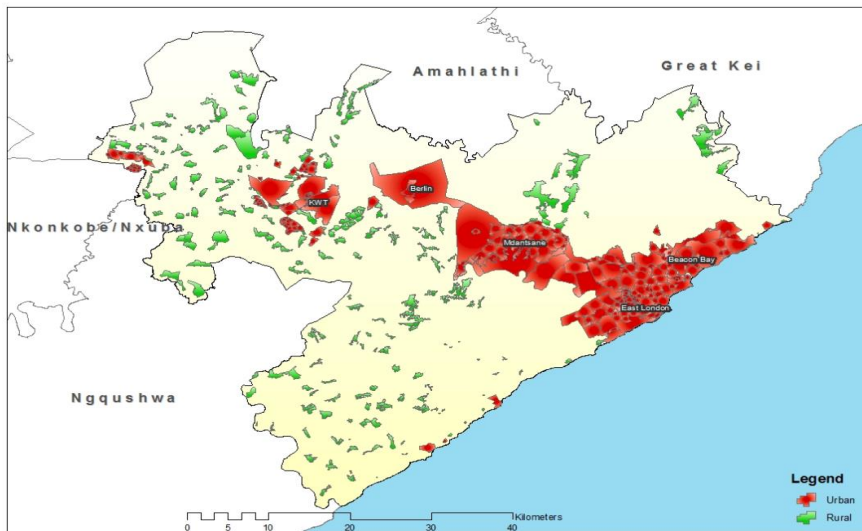 Amahlathi
Great Kei
Berlin
KWT
Nkonkobe/Nxuba
Mdantsane
Beacon Bay
East London
Ngqushwa
Legend
Urban
Rural
Kilometers
0 5 10 20 30 40